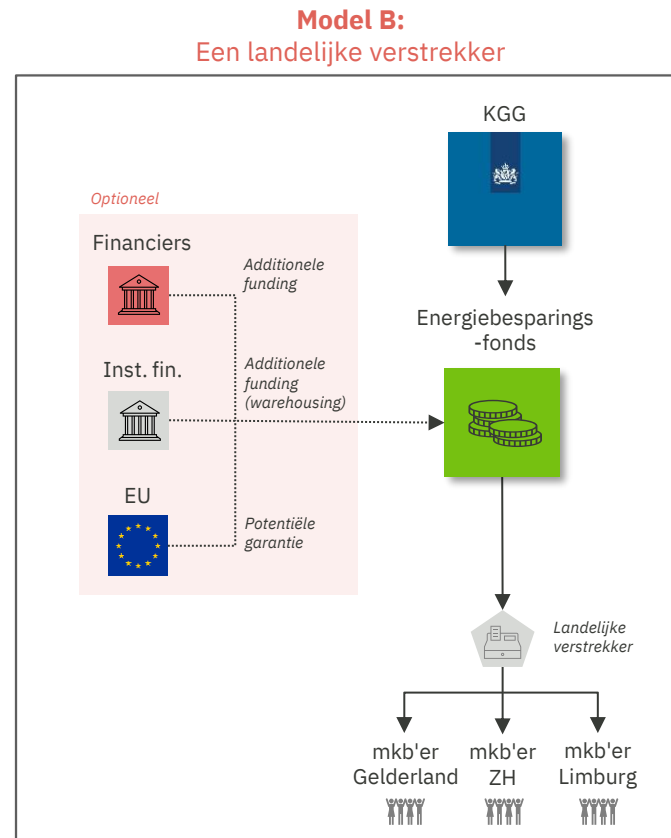 Model B:
Een landelijke verstrekker
KGG
Optioneel
Financiers
Additionele
funding
Energiebesparings
-fonds
Inst. fin.
Additionele
funding
(warehousing)
EU
Potentiële
garantie
Landelijke
verstrekker
mkb'er
Gelderland
mkb'er
ZH
mkb'er
Limburg